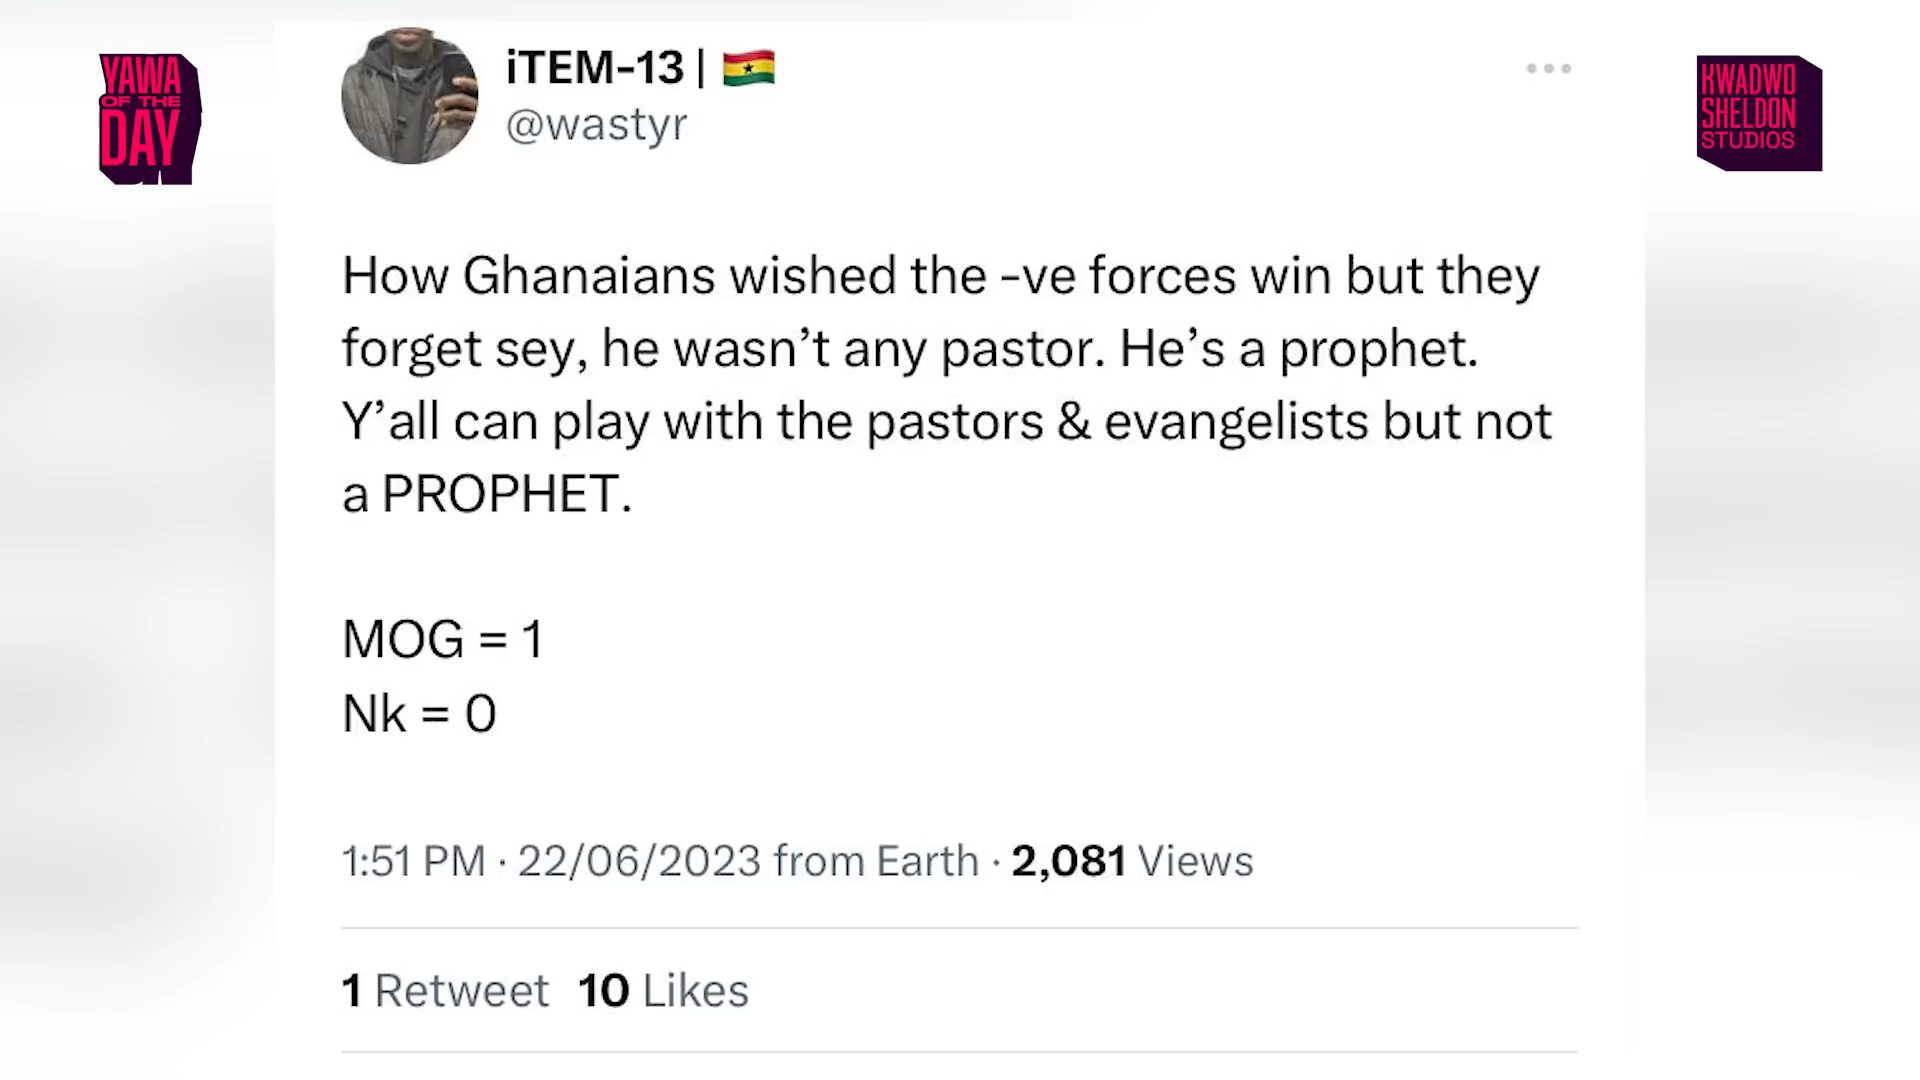 YAWA
OF THE
DAY
KWADWO
SHELDON
STUDIOS
iTEM-13 | 🇬🇭
@wastyr
How Ghanaians wished the -ve forces win but they
forget sey, he wasn’t any pastor. He’s a prophet.
Y’all can play with the pastors & evangelists but not
a PROPHET.
MOG = 1
Nk = 0
1:51 PM · 22/06/2023 from Earth · 2,081 Views
1 Retweet 10 Likes